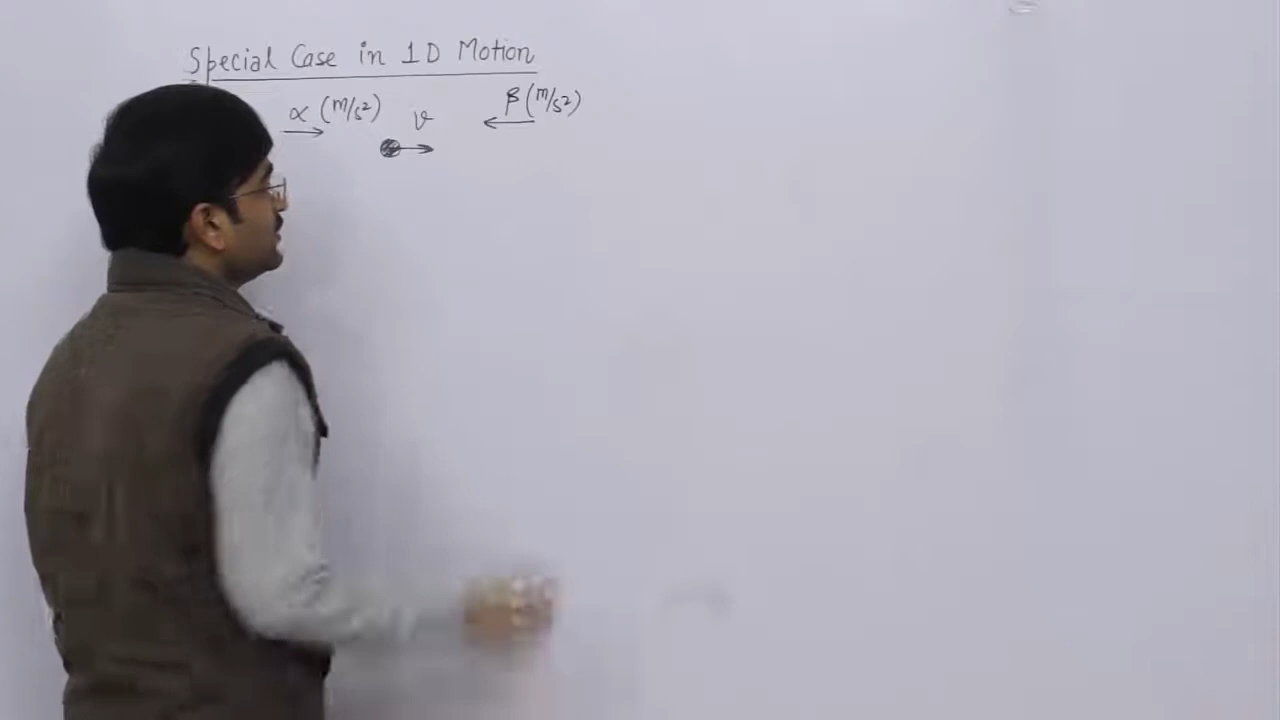 Special Case in 1D Motion
α (m/s²) v β (m/s²)